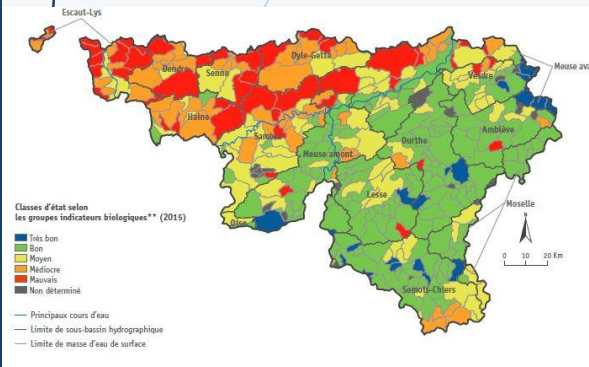 Escaut-Lys
Dendre
Senne
Dyle-Gette
Haine
Sambre
Meuse amont
Vesdre
Meuse ava
Ourthe
Amblève
Lesse
Moselle
Oise
Semois-Chiers
N
0 10 20 Km
Classes d'état selon
les groupes indicateurs biologiques** (2015)
Très bon
Bon
Moyen
Médiocre
Mauvais
Non déterminé
Principaux cours d'eau
Limite de sous-bassin hydrographique
Limite de masse d'eau de surface